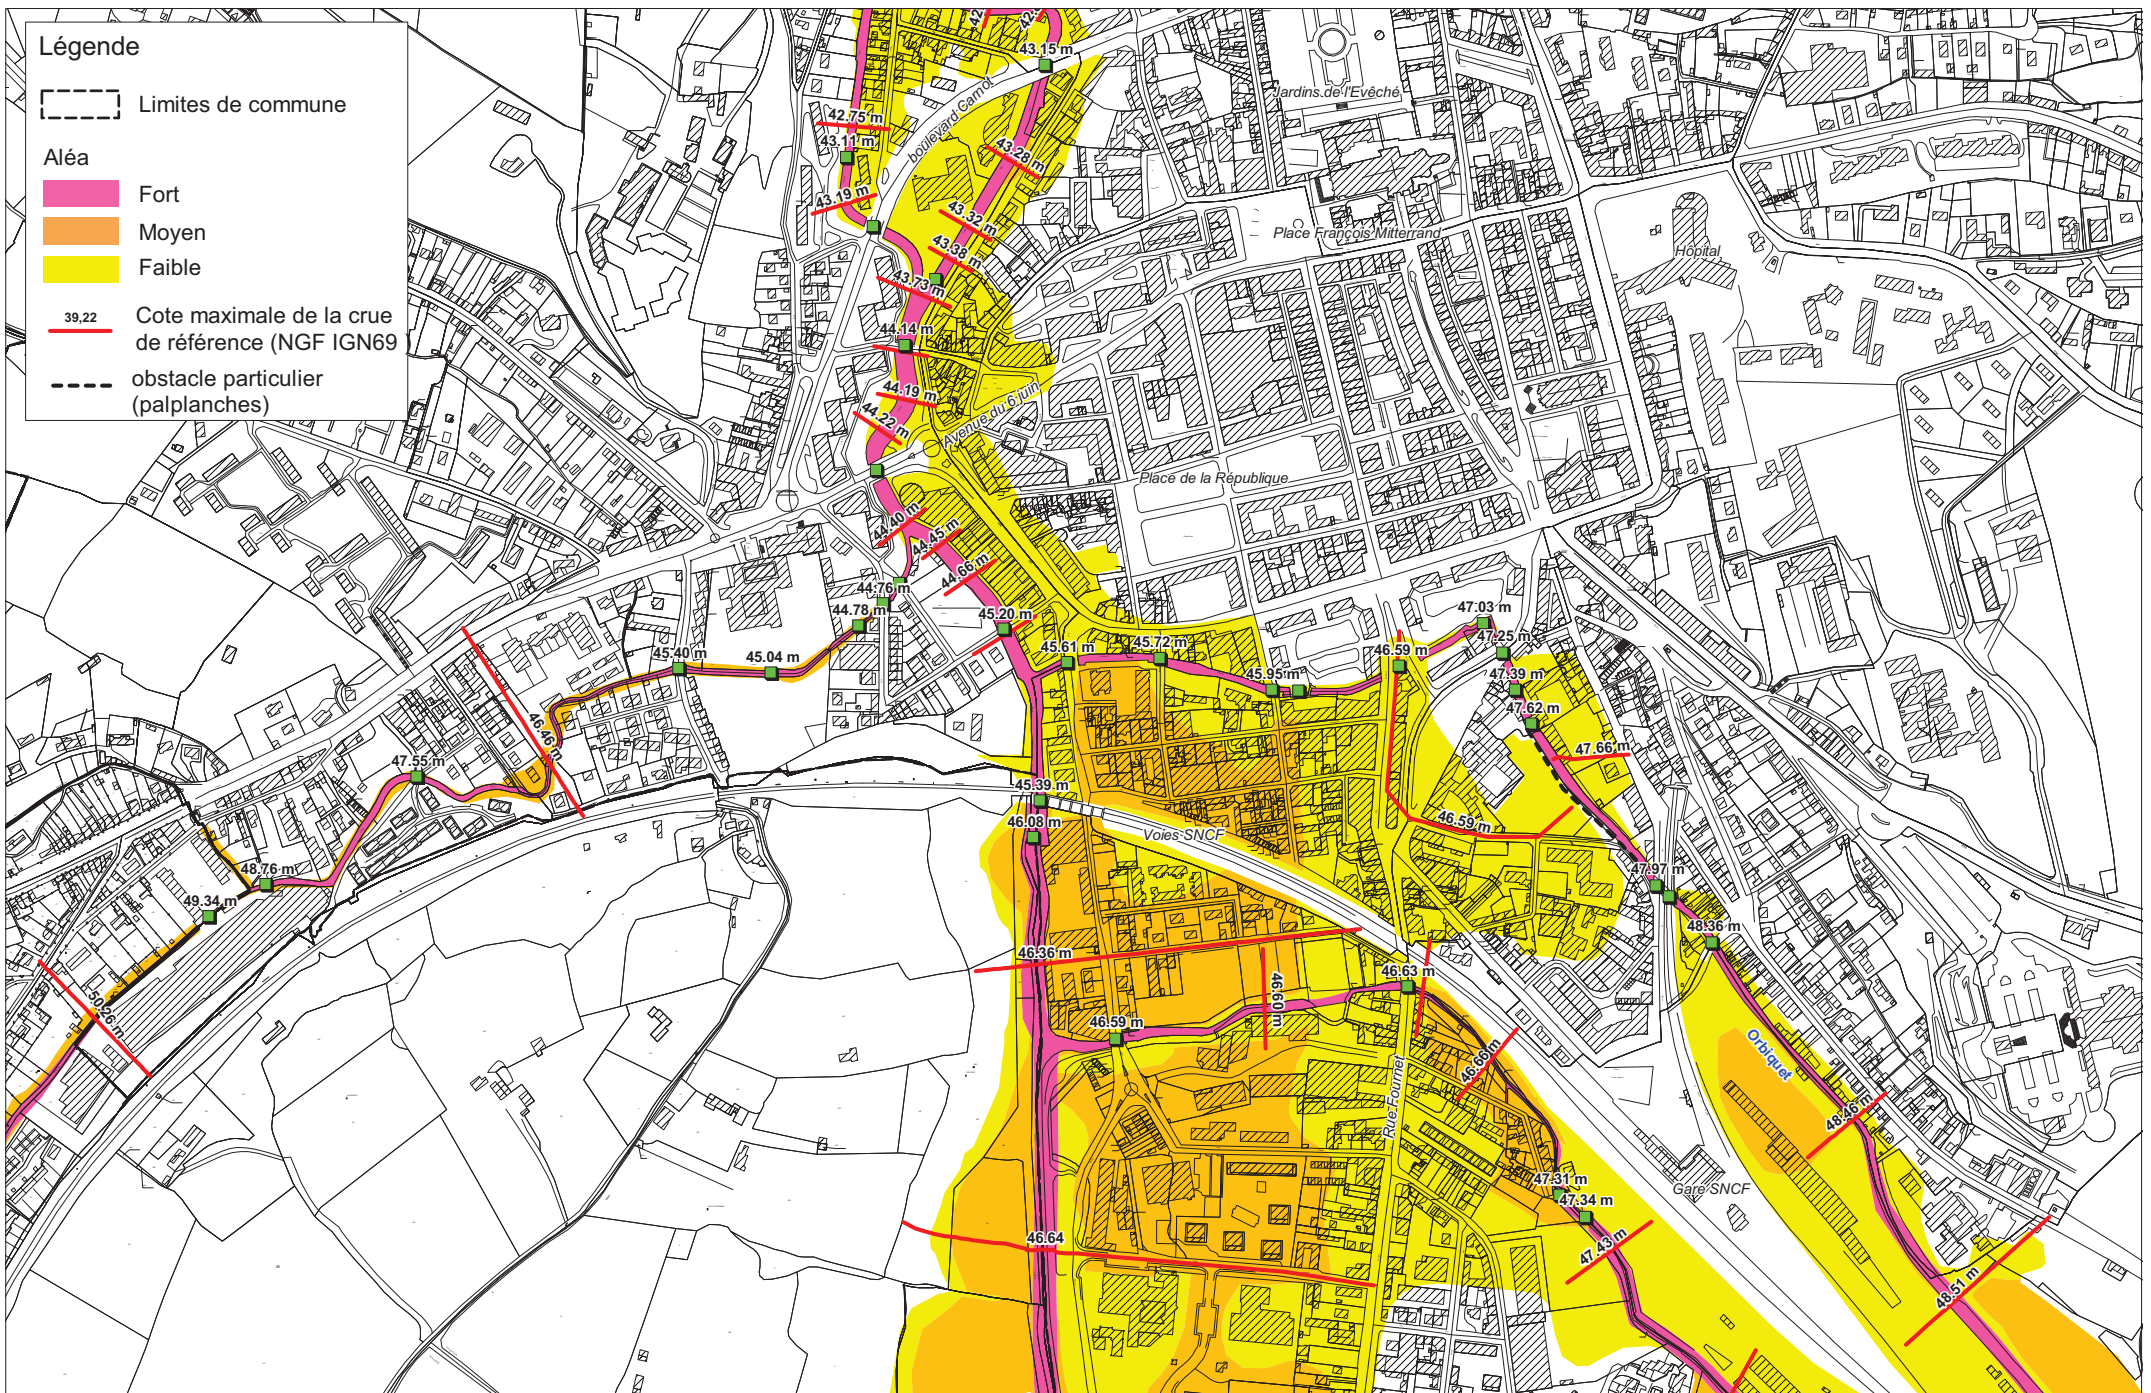 Légende
Limites de commune
Aléa
Fort
Moyen
Faible
39,22
Cote maximale de la crue
de référence (NGF IGN69
obstacle particulier
(palplanches)
43.15 m
boulevard Carnot
Jardins de l'Evêché
42.75 m
43.11 m
43.28 m
43.19 m
43.32 m
Place François Mitterrand
43.38 m
Hôpital
43.73 m
44.14 m
44.19 m
44.22 m
Avenue du 6 juin
Place de la République
44.40 m
44.45 m
44.66 m
44.76 m
44.78 m
45.20 m
47.03 m
47.25 m
45.40 m
45.04 m
45.61 m
45.72 m
46.59 m
45.95 m
47.39 m
47.62 m
46.46 m
47.66 m
47.55 m
45.39 m
46.08 m
Voies SNCF
46.59 m
48.76 m
47.97 m
49.34 m
48.36 m
46.36 m
46.63 m
46.60 m
50.26 m
46.59 m
46.66 m
Orbiquet
Rue Fournet
48.46 m
47.31 m
47.34 m
Gare SNCF
46.64
47.43 m
48.51 m